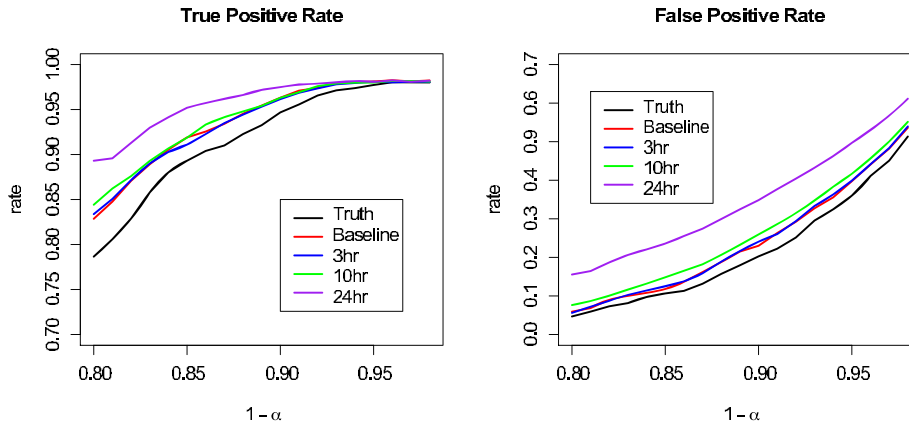 True Positive Rate
rate
1.00
0.95
0.90
0.85
0.80
0.75
0.70
Truth
Baseline
3hr
10hr
24hr
0.80
0.85
0.90
0.95
1 − α
False Positive Rate
rate
0.7
0.6
0.5
0.4
0.3
0.2
0.1
0.0
Truth
Baseline
3hr
10hr
24hr
0.80
0.85
0.90
0.95
1 − α